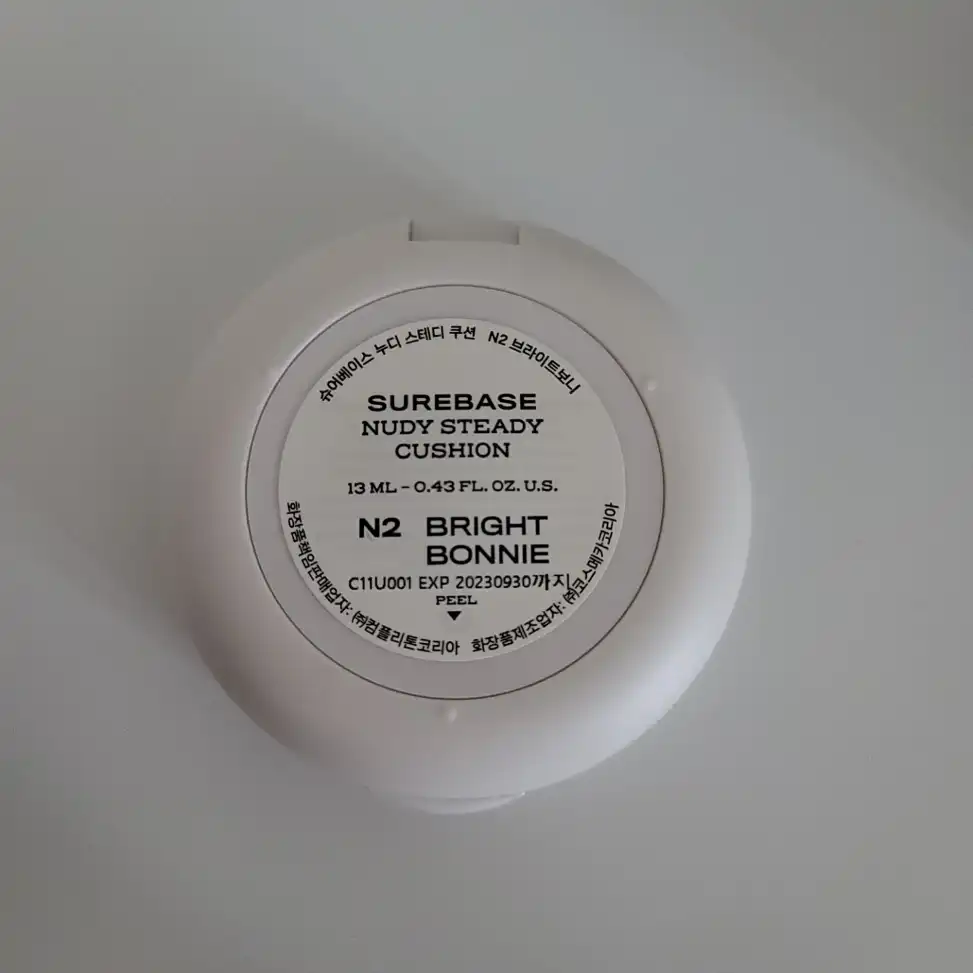 슈어베이스 누디 스테디 쿠션 N2 브라이트보니
SUREBASE
NUDY STEADY
CUSHION
13 ML – 0.43 FL. OZ. U.S.
N2 BRIGHT
BONNIE
C11U001 EXP 20230930까지
PEEL
화장품책임판매업자: ㈜컴플리톤코리아 화장품제조업자: ㈜코스메카코리아